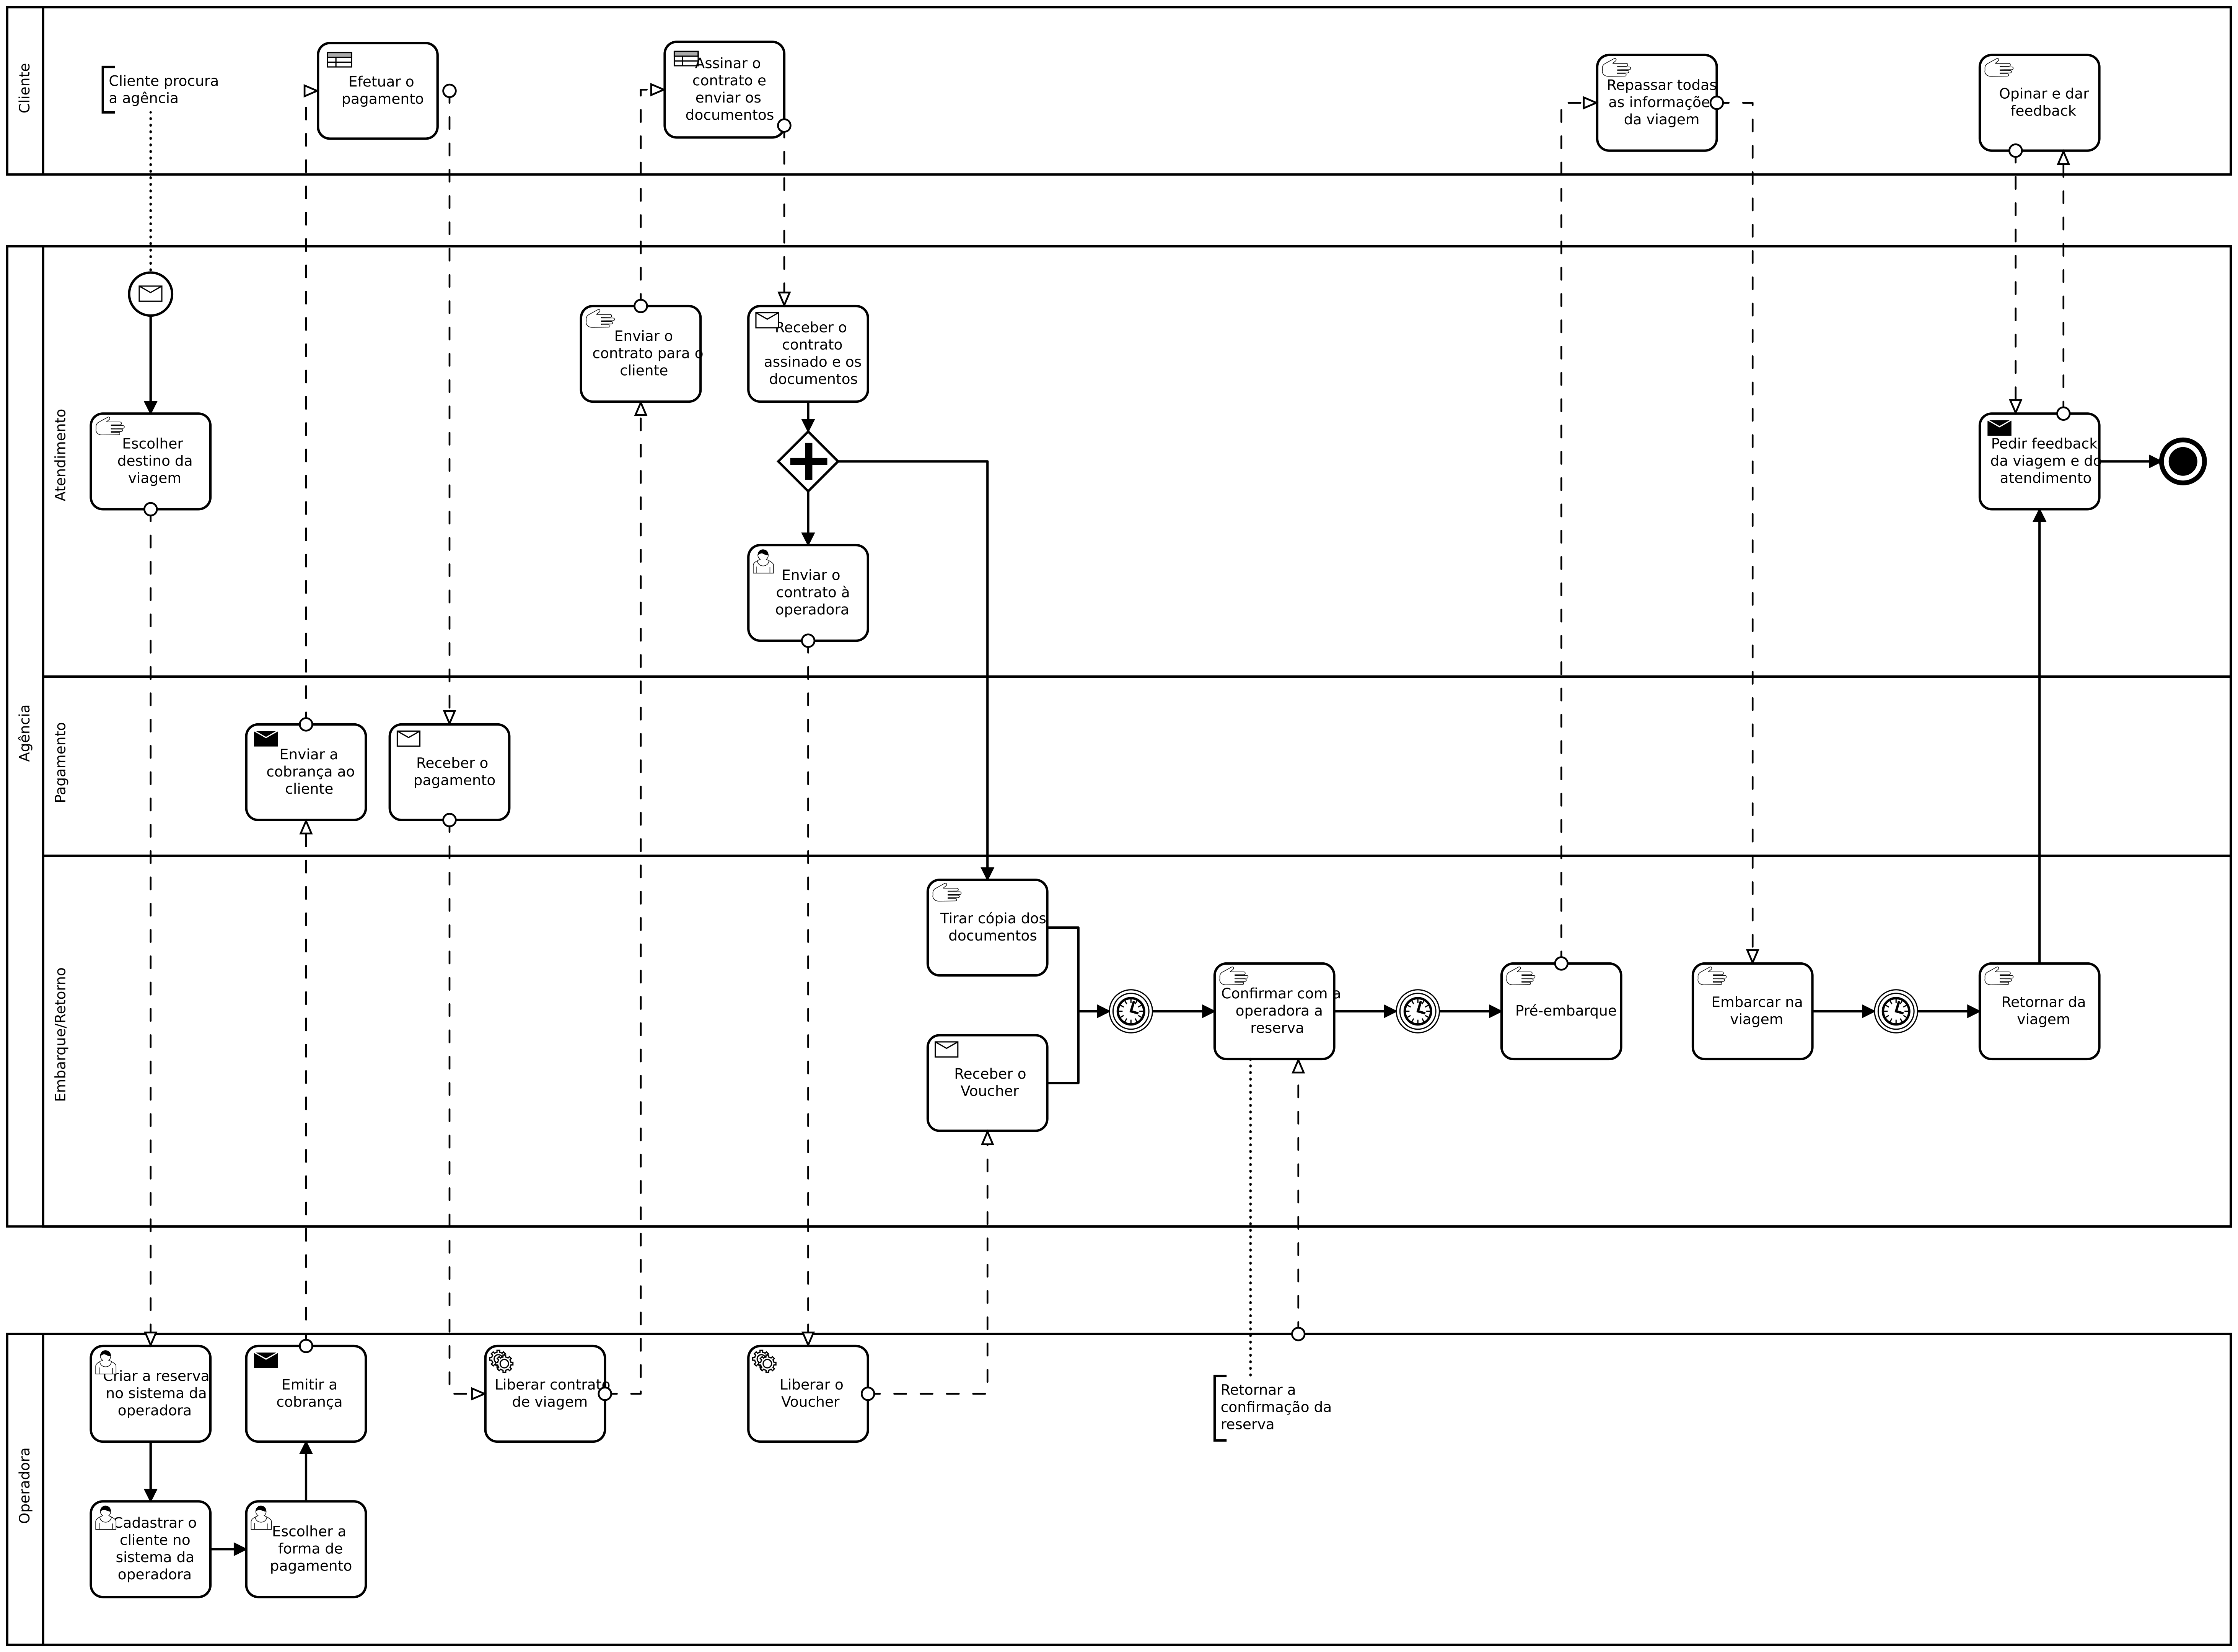 Cliente
Cliente procura
a agência
Efetuar o
pagamento
Assinar o
contrato e
enviar os
documentos
Repassar todas
as informaçõe
da viagem
Opinar e dar
feedback
Agência
Atendimento
Escolher
destino da
viagem
Enviar o
contrato para o
cliente
Receber o
contrato
assinado e os
documentos
Enviar o
contrato à
operadora
Pedir feedback
da viagem e do
atendimento
Pagamento
Enviar a
cobrança ao
cliente
Receber o
pagamento
Embarque/Retorno
Tirar cópia dos
documentos
Receber o
Voucher
Confirmar com a
operadora a
reserva
Pré-embarque
Embarcar na
viagem
Retornar da
viagem
Operadora
Criar a reserva
no sistema da
operadora
Emitir a
cobrança
Liberar contrato
de viagem
Liberar o
Voucher
Retornar a
confirmação da
reserva
Cadastrar o
cliente no
sistema da
operadora
Escolher a
forma de
pagamento